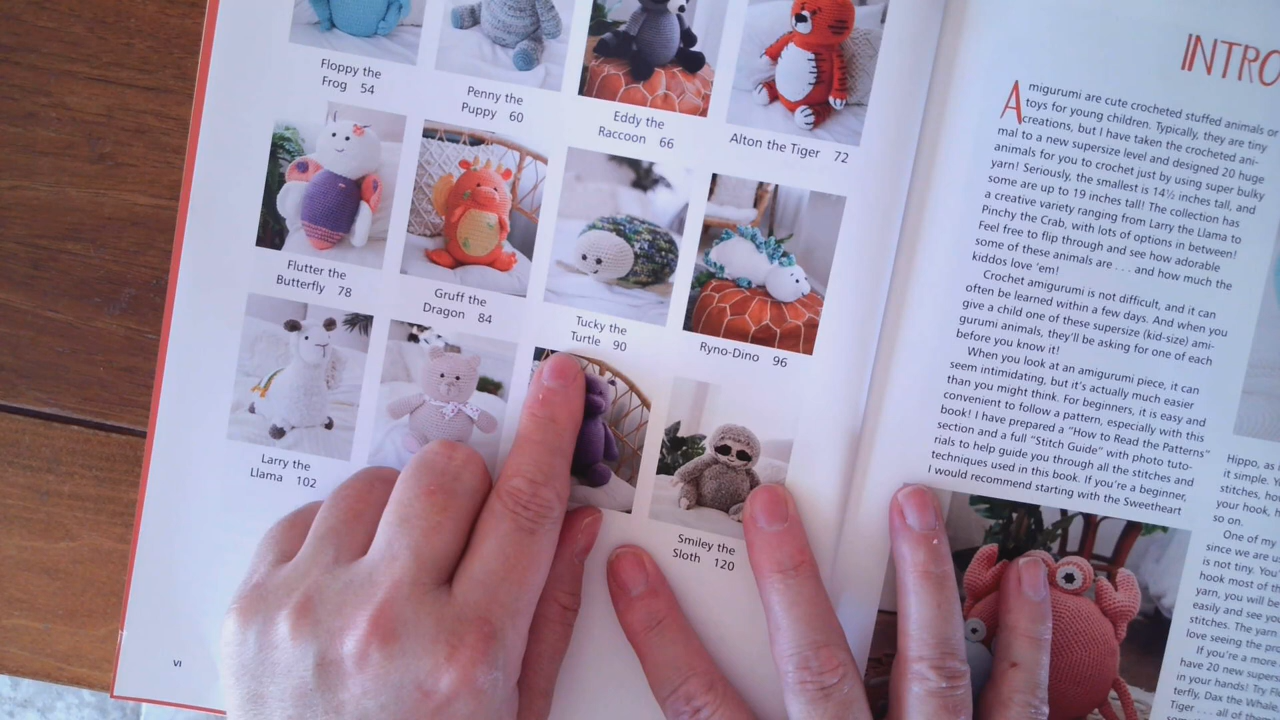 Floppy the
Frog 54
Penny the
Puppy 60
Eddy the
Raccoon 66
Alton the Tiger 72
Flutter the
Butterfly 78
Gruff the
Dragon 84
Tucky the
Turtle 90
Ryno-Dino 96
Larry the
Llama 102
Smiley the
Sloth 120
VI
INTRO
Amigurumi are cute crocheted stuffed animals or
toys for young children. Typically, they are tiny
creations, but I have taken the crocheted ani-
mal to a new supersize level and designed 20 huge
animals for you to crochet just by using super bulky
yarn! Seriously, the smallest is 14½ inches tall, and
some are up to 19 inches tall! The collection has
a creative variety ranging from Larry the Llama to
Pinchy the Crab, with lots of options in between!
Feel free to flip through and see how adorable
some of these animals are . . . and how much the
kiddos love 'em!
Crochet amigurumi is not difficult, and it can
often be learned within a few days. And when you
give a child one of these supersize (kid-size) ami-
gurumi animals, they'll be asking for one of each
before you know it!
When you look at an amigurumi piece, it can
seem intimidating, but it's actually much easier
than you might think. For beginners, it is easy and
convenient to follow a pattern, especially with this
book! I have prepared a "How to Read the Patterns"
section and a full "Stitch Guide" with photo tuto-
rials to help guide you through all the stitches and
techniques used in this book. If you're a beginner,
I would recommend starting with the Sweetheart
Hippo, as
it simple. Y
stitches, ho
your hook, h
so on.
One of my
since we are u
is not tiny. You
hook most of th
yarn, you will be
easily and see yo
stitches. The yarn
love seeing the pro
If you're a more
have 20 new supers
in your hands! Try F
terfly, Dax the Whale,
Tiger . . . all of the